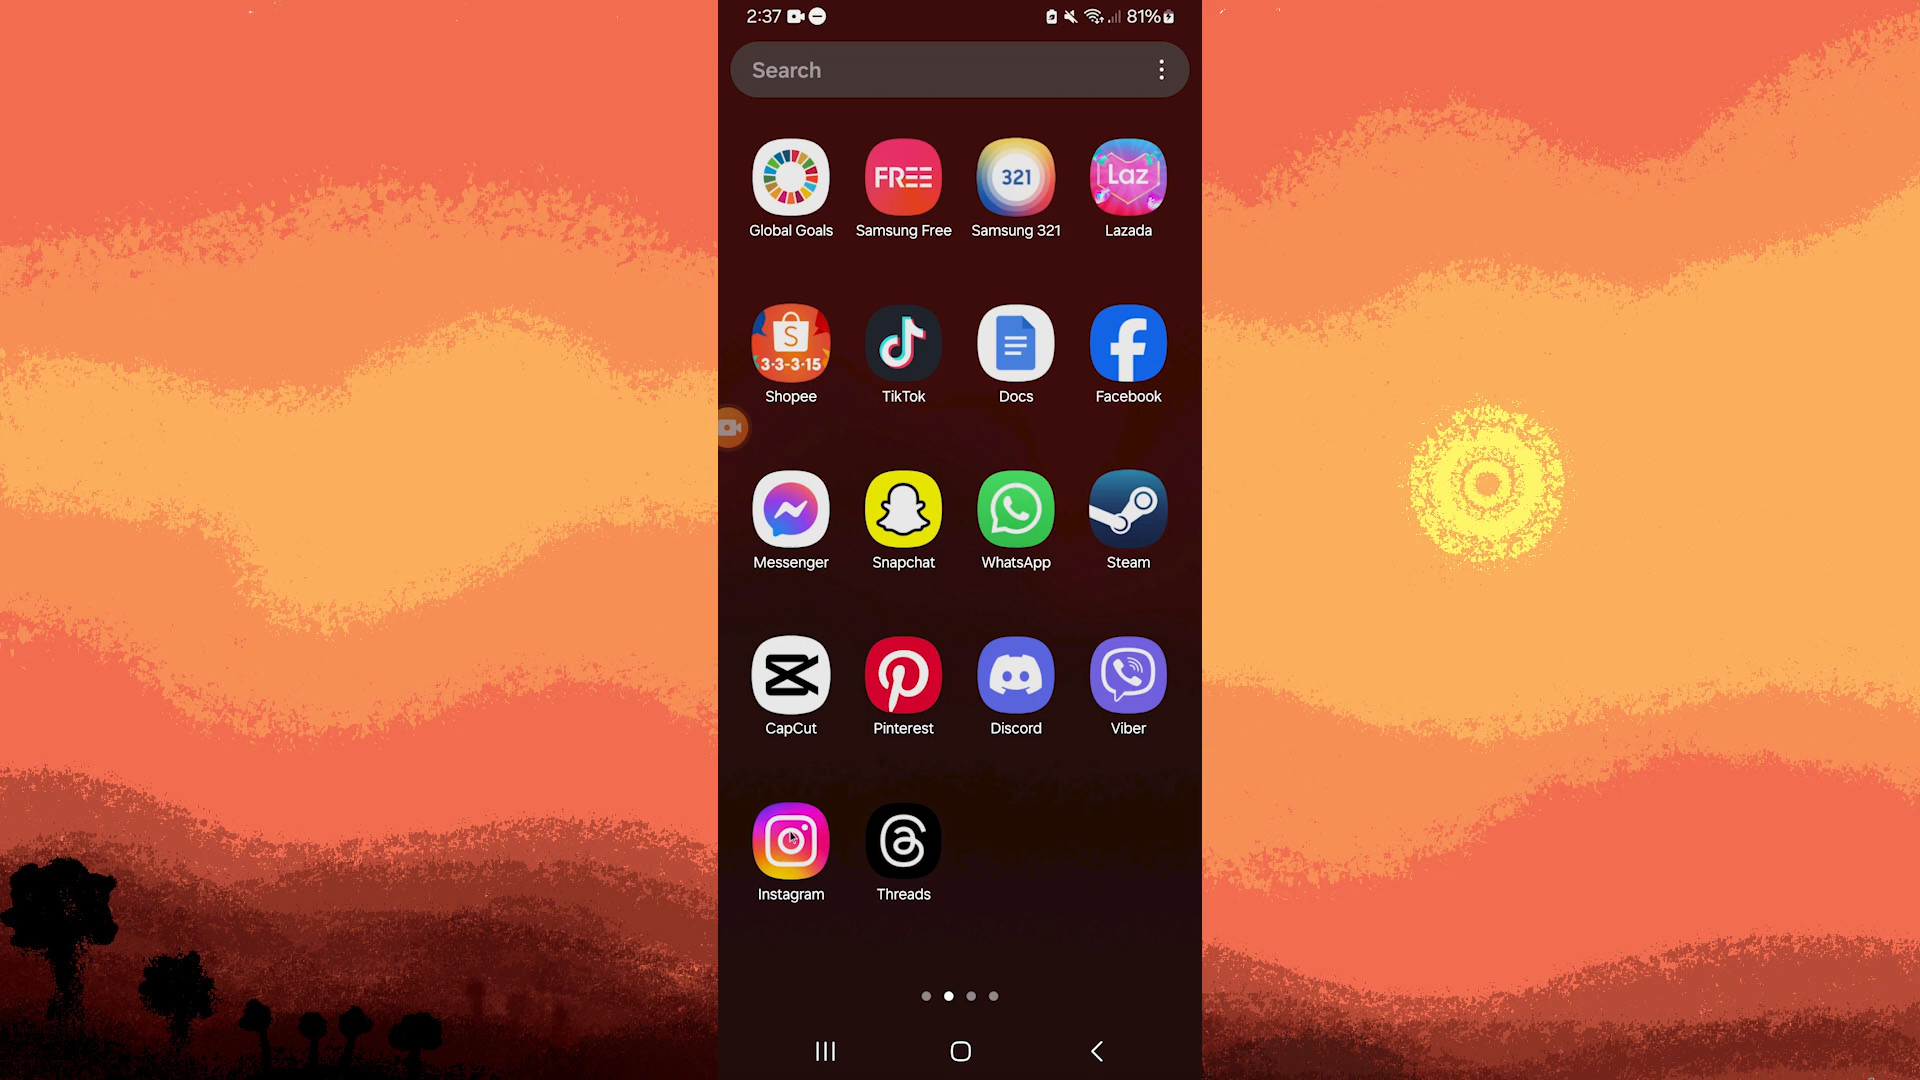 2:37
81%
Search
FREE
321
Laz
Global Goals
Samsung Free
Samsung 321
Lazada
S
3-3-3-15
Shopee
TikTok
Docs
Facebook
Messenger
Snapchat
WhatsApp
Steam
CapCut
Pinterest
Discord
Viber
Instagram
Threads